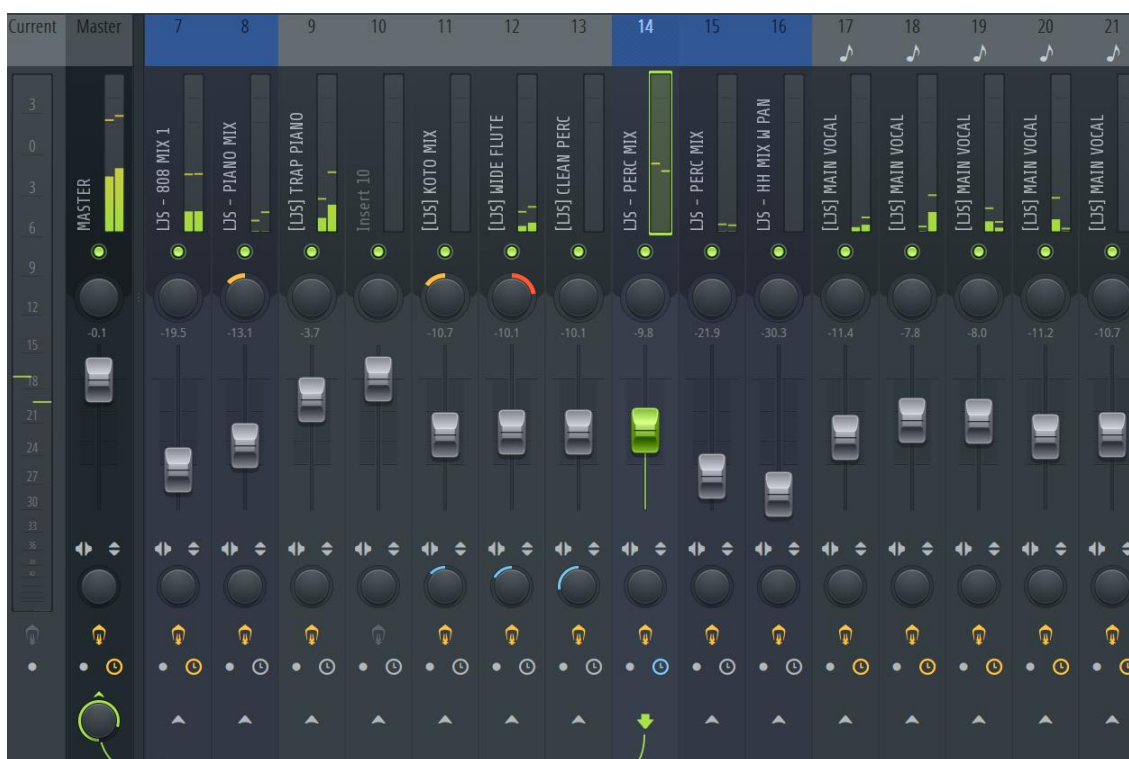 Current Master 7 8 9 10 11 12 13 14 15 16 17 18 19 20 21
MASTER
LJS - 808 MIX 1
LJS - PIANO MIX
[LJS] TRAP PIANO
Insert 10
[LJS] KOTO MIX
[LJS] WIDE FLUTE
[LJS] CLEAN PERC
LJS - PERC MIX
LJS - PERC MIX
LJS - HH MIX W PAN
[LJS] MAIN VOCAL
[LJS] MAIN VOCAL
[LJS] MAIN VOCAL
[LJS] MAIN VOCAL
[LJS] MAIN VOCAL
-0.1 -19.5 -13.1 -3.7 -10.7 -10.1 -10.1 -9.8 -21.9 -30.3 -11.4 -7.8 -8.0 -11.2 -10.7
3
0
3
6
9
12
15
18
21
24
27
30
33
36
39
42